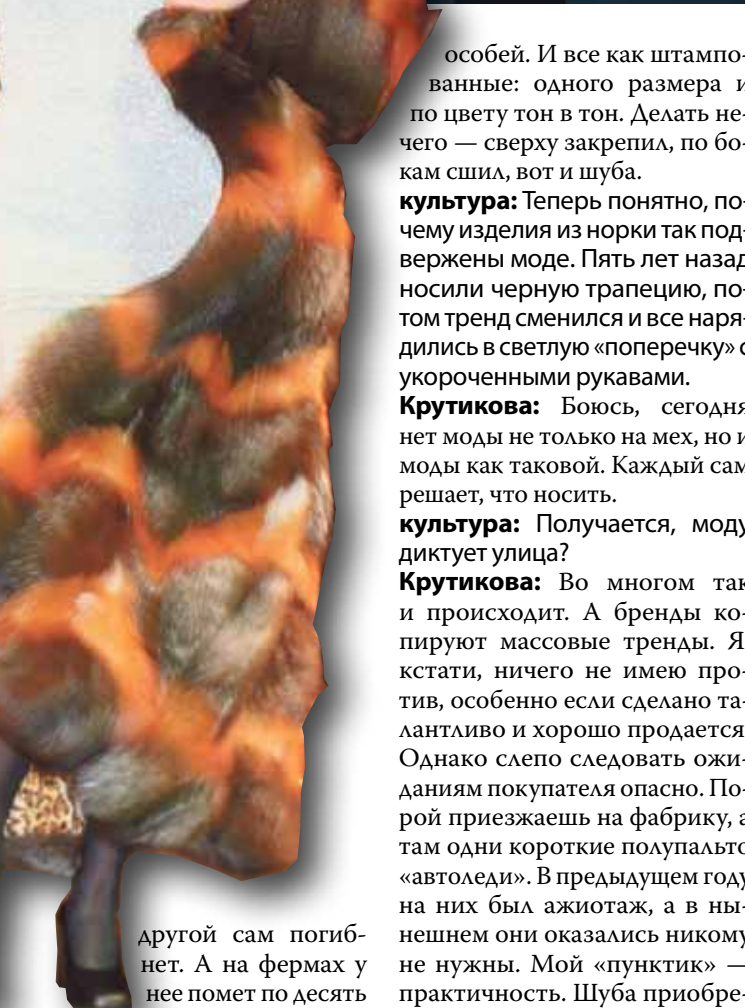 другой сам погиб-
нет. А на фермах у
нее помет по десять
особей. И все как штампо-
ванные: одного размера и
по цвету тон в тон. Делать не-
чего — сверху закрепил, по бо-
кам сшил, вот и шуба.
культура: Теперь понятно, по-
чему изделия из норки так под-
вержены моде. Пять лет назад
носили черную трапецию, по-
том тренд сменился и все наря-
дились в светлую «поперечку» с
укороченными рукавами.
Крутикова: Боюсь, сегодня
нет моды не только на мех, но и
моды как таковой. Каждый сам
решает, что носить.
культура: Получается, моду
диктует улица?
Крутикова: Во многом так
и происходит. А бренды ко-
пируют массовые тренды. Я
кстати, ничего не имею про-
тив, особенно если сделано та-
лантливо и хорошо продается
Однако слепо следовать ожи-
даниям покупателя опасно. По-
рой приезжаешь на фабрику, а
там одни короткие полупальто
«автоледи». В предыдущем году
на них был ажиотаж, а в ны-
нешнем они оказались никому
не нужны. Мой «пунктик» —
практичность. Шуба приобре-